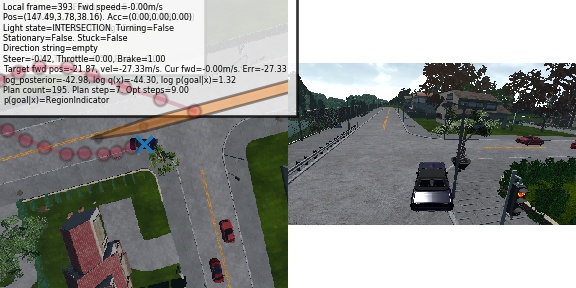 Local frame=393. Fwd.speed=-0.00m/s
Pos=(147.49,3.78,38.16). Acc=(0.00,0.00,0.00)
Light state=INTERSECTION. Turning=False
Stationary=False. Stuck=False
Direction string=empty
Steer=-0.42, Throttle=0.00, Brake=1.00
Target fwd pos=-21.87, vel=-27.33m/s. Cur fwd=-0.00m/s. Err=-27.33
log_posterior=-42.98, log q(x)=-44.30, log p(goal|x)=1.32
Plan count=195. Plan step=7. Opt steps=9.00
p(goal|x)=RegionIndicator